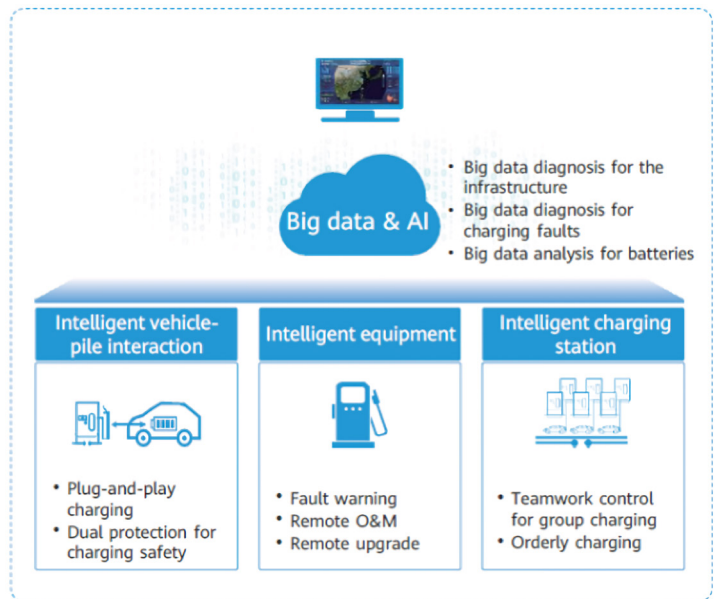 Big data & AI
• Big data diagnosis for the
infrastructure
• Big data diagnosis for
charging faults
• Big data analysis for batteries
Intelligent vehicle-
pile interaction
• Plug-and-play
charging
• Dual protection for
charging safety
Intelligent equipment
• Fault warning
• Remote O&M
• Remote upgrade
Intelligent charging
station
• Teamwork control
for group charging
• Orderly charging